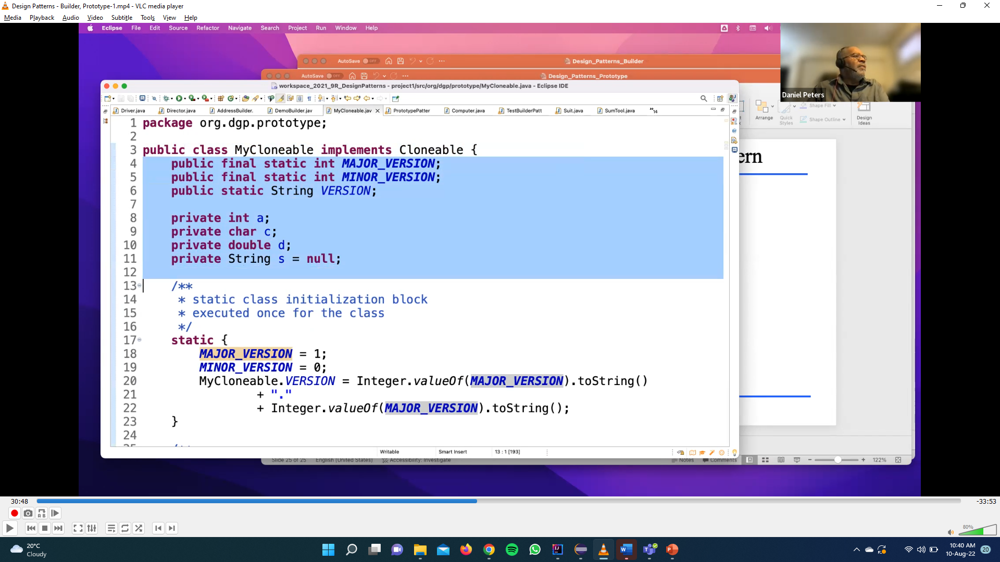 Design Patterns - Builder, Prototype-1.mp4 - VLC media player
Media Playback Audio Video Subtitle Tools View Help
Eclipse File Edit Source Refactor Navigate Search Project Run Window Help
AutoSave OFF Design_Patterns_Builder
AutoSave OFF Design_Patterns_Prototype
workspace_2021_9R_DesignPatterns - project1/src/org/dgp/prototype/MyCloneable.java - Eclipse IDE
Daniel Peters
Driver.java Director.java AddressBuilder. DemoBuilder.jav MyCloneable.jav PrototypePatter Computer.java TestBuilderPatt Suit.java SumTool.java 14
Arrange Quick Styles Shape Fill Shape Outline Design Ideas
ern
1 package org.dgp.prototype;
2
3 public class MyCloneable implements Cloneable {
4 public final static int MAJOR_VERSION;
5 public final static int MINOR_VERSION;
6 public static String VERSION;
7
8 private int a;
9 private char c;
10 private double d;
11 private String s = null;
12
13 /**
14 * static class initialization block
15 * executed once for the class
16 */
17 static {
18 MAJOR_VERSION = 1;
19 MINOR_VERSION = 0;
20 MyCloneable.VERSION = Integer.valueOf(MAJOR_VERSION).toString()
21 + "."
22 + Integer.valueOf(MAJOR_VERSION).toString();
23 }
24
Writable Smart Insert 13 : 1 [193]
Slide 25 of 25 English (United States) Accessibility: Investigate Notes Comments 122%
30:48 -33:53
80%
20°C
Cloudy
10:40 AM
10-Aug-22
20